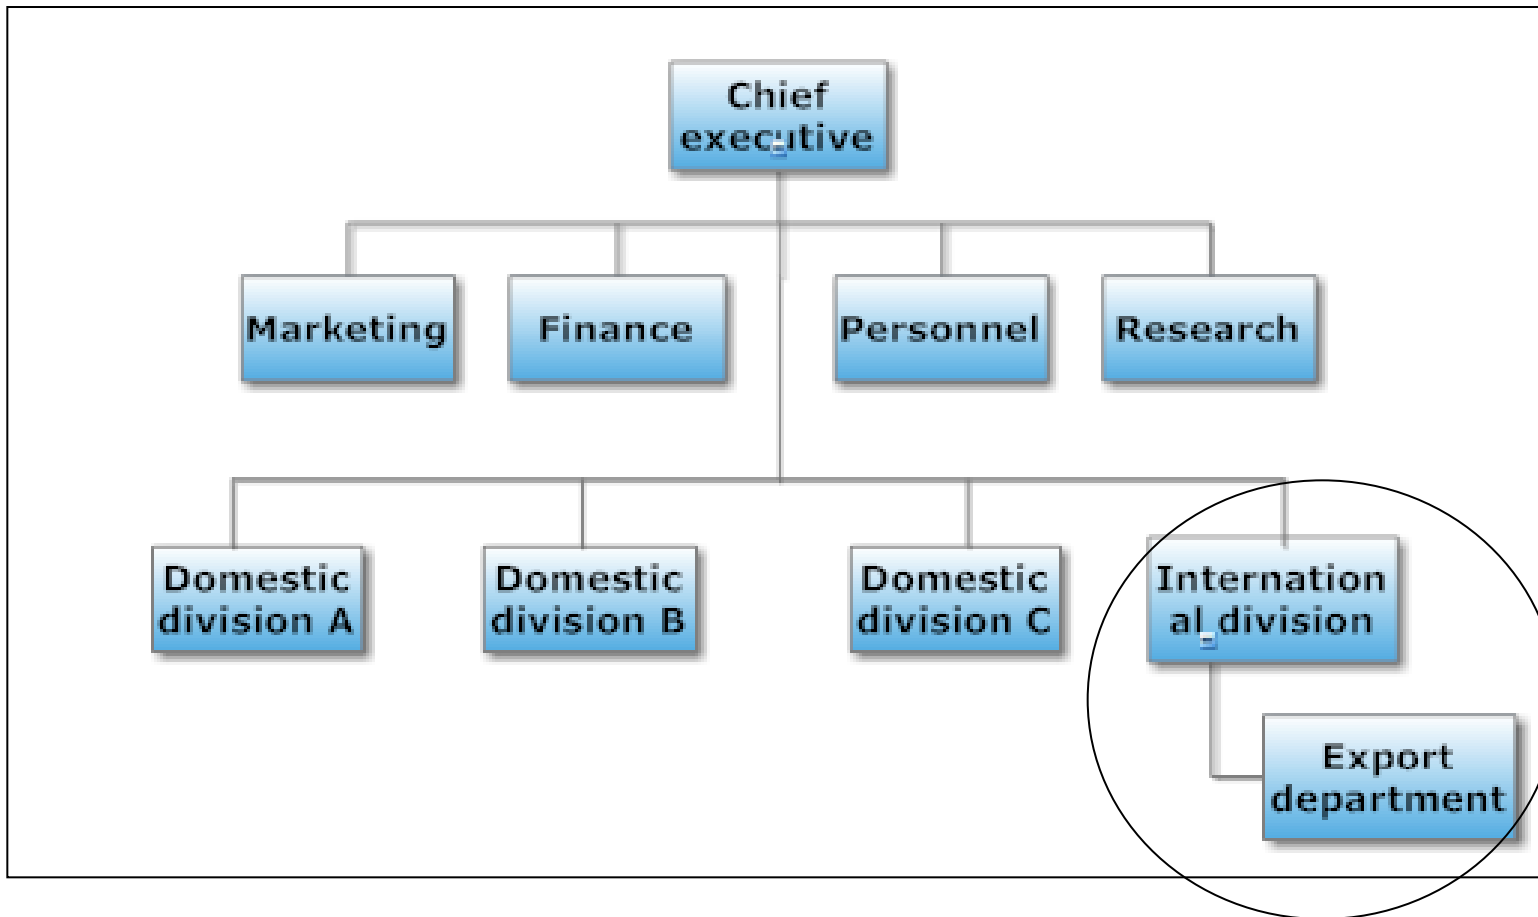 Chief
executive
Marketing
Finance
Personnel
Research
Domestic
division A
Domestic
division B
Domestic
division C
Internation
al division
Export
department